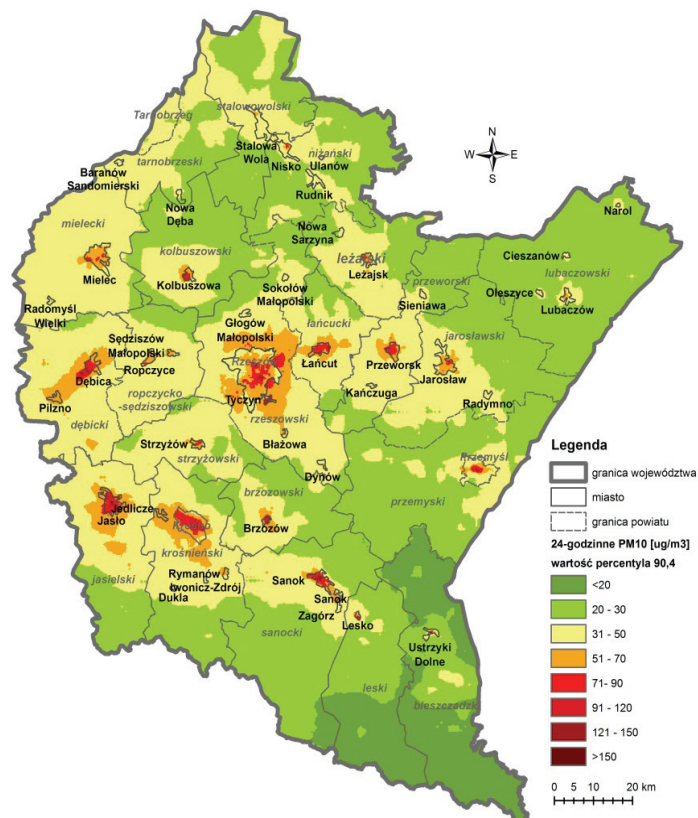 Tarnobrzeg
stalowowolski
N
W E
S
Stalowa
Wola
niżański
Nisko
Ulanów
tarnobrzeski
Baranów
Sandomierski
Rudnik
Nowa
Dęba
Narol
mielecki
Nowa
Sarzyna
kolbuszowski
Cieszanów
leżajski
lubaczowski
Mielec
Kolbuszowa
Leżajsk
przeworski
Sokołów
Małopolski
Sieniawa
Oleszyce
Lubaczów
Radomyśl
Wielki
Głogów
Małopolski
łańcucki
Sędziszów
Małopolski
jarosławski
Ropczyce
Rzeszów
Łańcut
Przeworsk
Jarosław
Dębica
ropczycko
-sędziszowski
Tyczyn
Kańczuga
Pilzno
Radymno
dębicki
rzeszowski
Strzyżów
Błażowa
strzyżowski
Dynów
Przemyśl
brzozowski
przemyski
Jedlicze
Jasło
Krosno
Brzozów
krośnieński
jasielski
Rymanów
Iwonicz-Zdrój
Dukla
Sanok
Sanok
Zagórz
Lesko
sanocki
Ustrzyki
Dolne
leski
bieszczadzki
Legenda
granica województwa
miasto
granica powiatu
24-godzinne PM10 [ug/m3]
wartość percentyla 90,4
<20
20 - 30
31 - 50
51 - 70
71- 90
91 - 120
121 - 150
>150
0 5 10 20 km